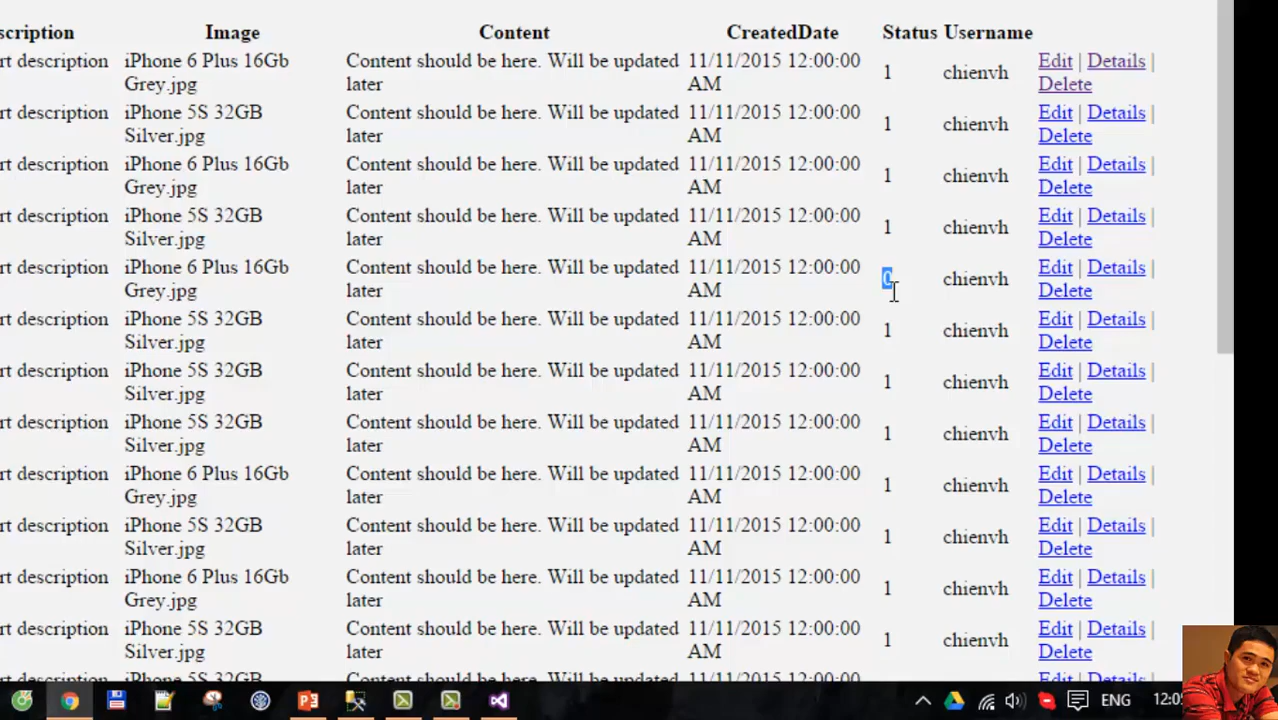 scription Image Content CreatedDate Status Username
rt description iPhone 6 Plus 16Gb Content should be here. Will be updated 11/11/2015 12:00:00 1 chienvh Edit | Details |
Grey.jpg later AM Delete
rt description iPhone 5S 32GB Content should be here. Will be updated 11/11/2015 12:00:00 1 chienvh Edit | Details |
Silver.jpg later AM Delete
rt description iPhone 6 Plus 16Gb Content should be here. Will be updated 11/11/2015 12:00:00 1 chienvh Edit | Details |
Grey.jpg later AM Delete
rt description iPhone 5S 32GB Content should be here. Will be updated 11/11/2015 12:00:00 1 chienvh Edit | Details |
Silver.jpg later AM Delete
rt description iPhone 6 Plus 16Gb Content should be here. Will be updated 11/11/2015 12:00:00 0 chienvh Edit | Details |
Grey.jpg later AM Delete
rt description iPhone 5S 32GB Content should be here. Will be updated 11/11/2015 12:00:00 1 chienvh Edit | Details |
Silver.jpg later AM Delete
rt description iPhone 5S 32GB Content should be here. Will be updated 11/11/2015 12:00:00 1 chienvh Edit | Details |
Silver.jpg later AM Delete
rt description iPhone 5S 32GB Content should be here. Will be updated 11/11/2015 12:00:00 1 chienvh Edit | Details |
Silver.jpg later AM Delete
rt description iPhone 6 Plus 16Gb Content should be here. Will be updated 11/11/2015 12:00:00 1 chienvh Edit | Details |
Grey.jpg later AM Delete
rt description iPhone 5S 32GB Content should be here. Will be updated 11/11/2015 12:00:00 1 chienvh Edit | Details |
Silver.jpg later AM Delete
rt description iPhone 6 Plus 16Gb Content should be here. Will be updated 11/11/2015 12:00:00 1 chienvh Edit | Details |
Grey.jpg later AM Delete
rt description iPhone 5S 32GB Content should be here. Will be updated 11/11/2015 12:00:00 1 chienvh Edit | Details |
Silver.jpg later AM Delete
ENG